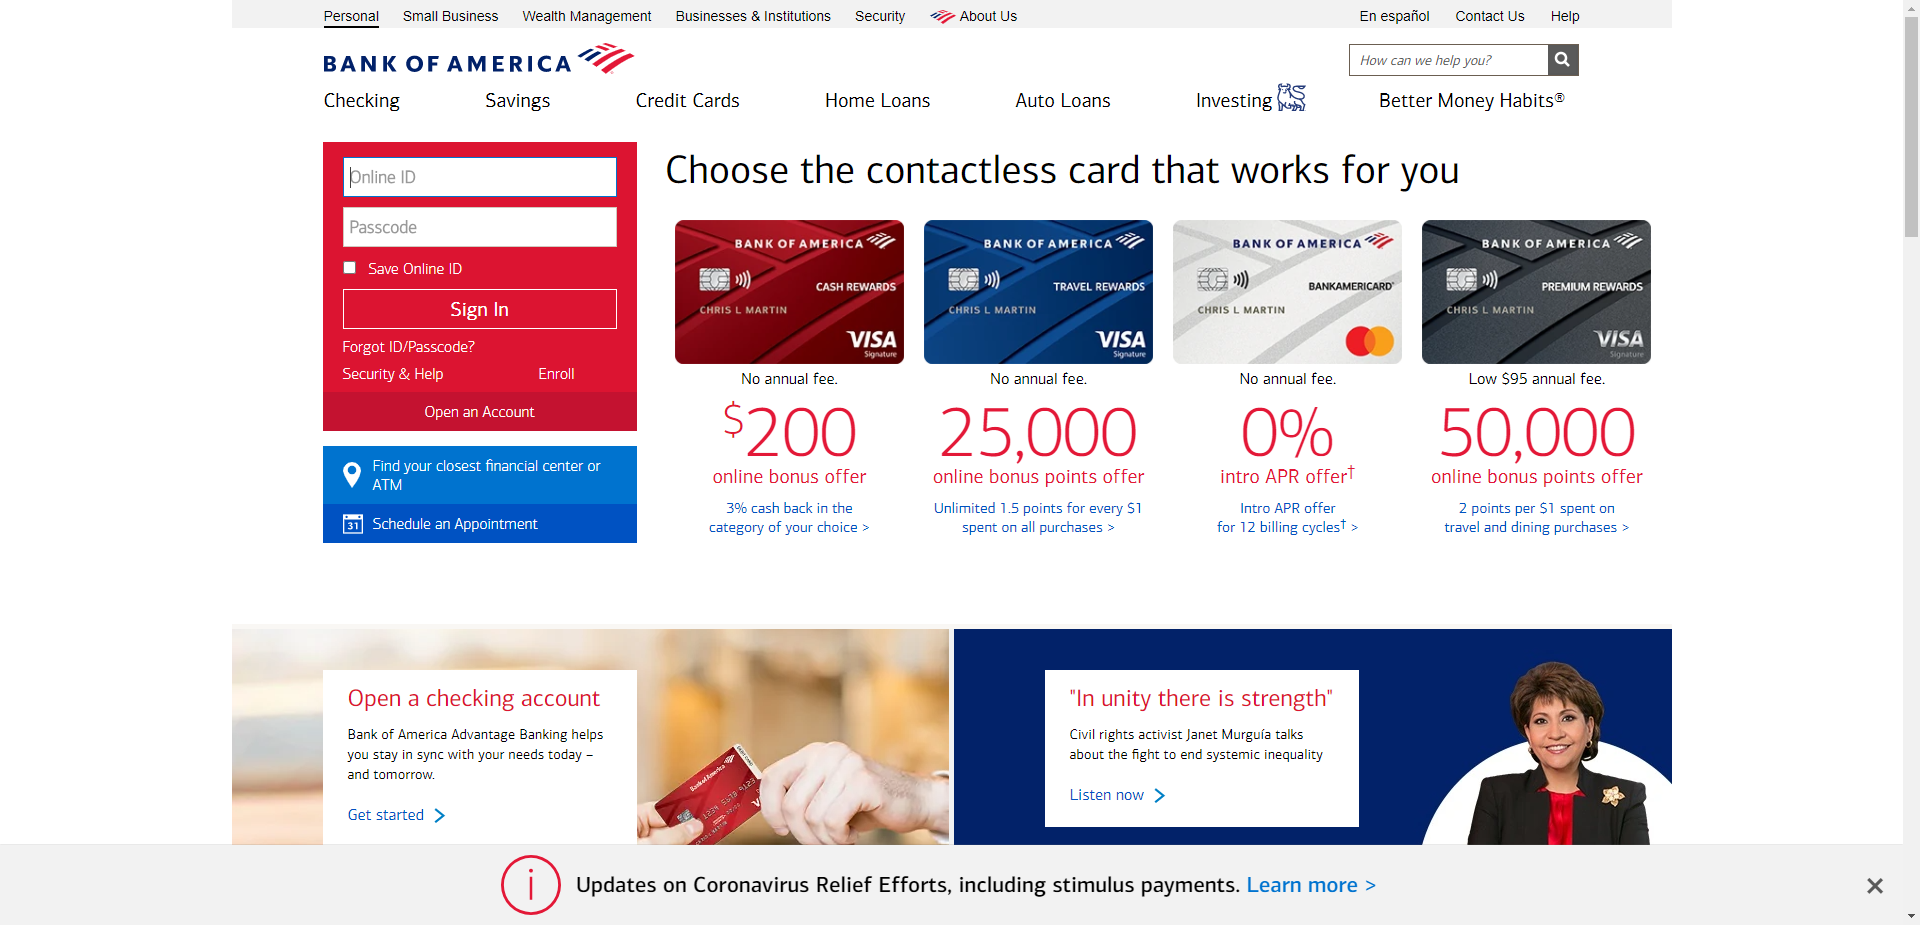 Personal
Small Business
Wealth Management
Businesses & Institutions
Security
About Us
En español
Contact Us
Help
BANK OF AMERICA
How can we help you?
Checking
Savings
Credit Cards
Home Loans
Auto Loans
Investing
Better Money Habits®
Online ID
Passcode
Save Online ID
Sign In
Forgot ID/Passcode?
Security & Help
Enroll
Open an Account
Find your closest financial center or
ATM
31
Schedule an Appointment
Choose the contactless card that works for you
BANK OF AMERICA
CASH REWARDS
CHRIS L MARTIN
VISA
Signature
No annual fee.
$200
online bonus offer
3% cash back in the
category of your choice >
BANK OF AMERICA
TRAVEL REWARDS
CHRIS L MARTIN
VISA
Signature
No annual fee.
25,000
online bonus points offer
Unlimited 1.5 points for every $1
spent on all purchases >
BANK OF AMERICA
BANKAMERICARD
CHRIS L MARTIN
No annual fee.
0%
intro APR offer†
Intro APR offer
for 12 billing cycles† >
BANK OF AMERICA
PREMIUM REWARDS
CHRIS L MARTIN
VISA
Signature
Low $95 annual fee.
50,000
online bonus points offer
2 points per $1 spent on
travel and dining purchases >
Open a checking account
Bank of America Advantage Banking helps
you stay in sync with your needs today –
and tomorrow.
Get started
Bank of America
"In unity there is strength"
Civil rights activist Janet Murguía talks
about the fight to end systemic inequality
Listen now
Updates on Coronavirus Relief Efforts, including stimulus payments. Learn more >